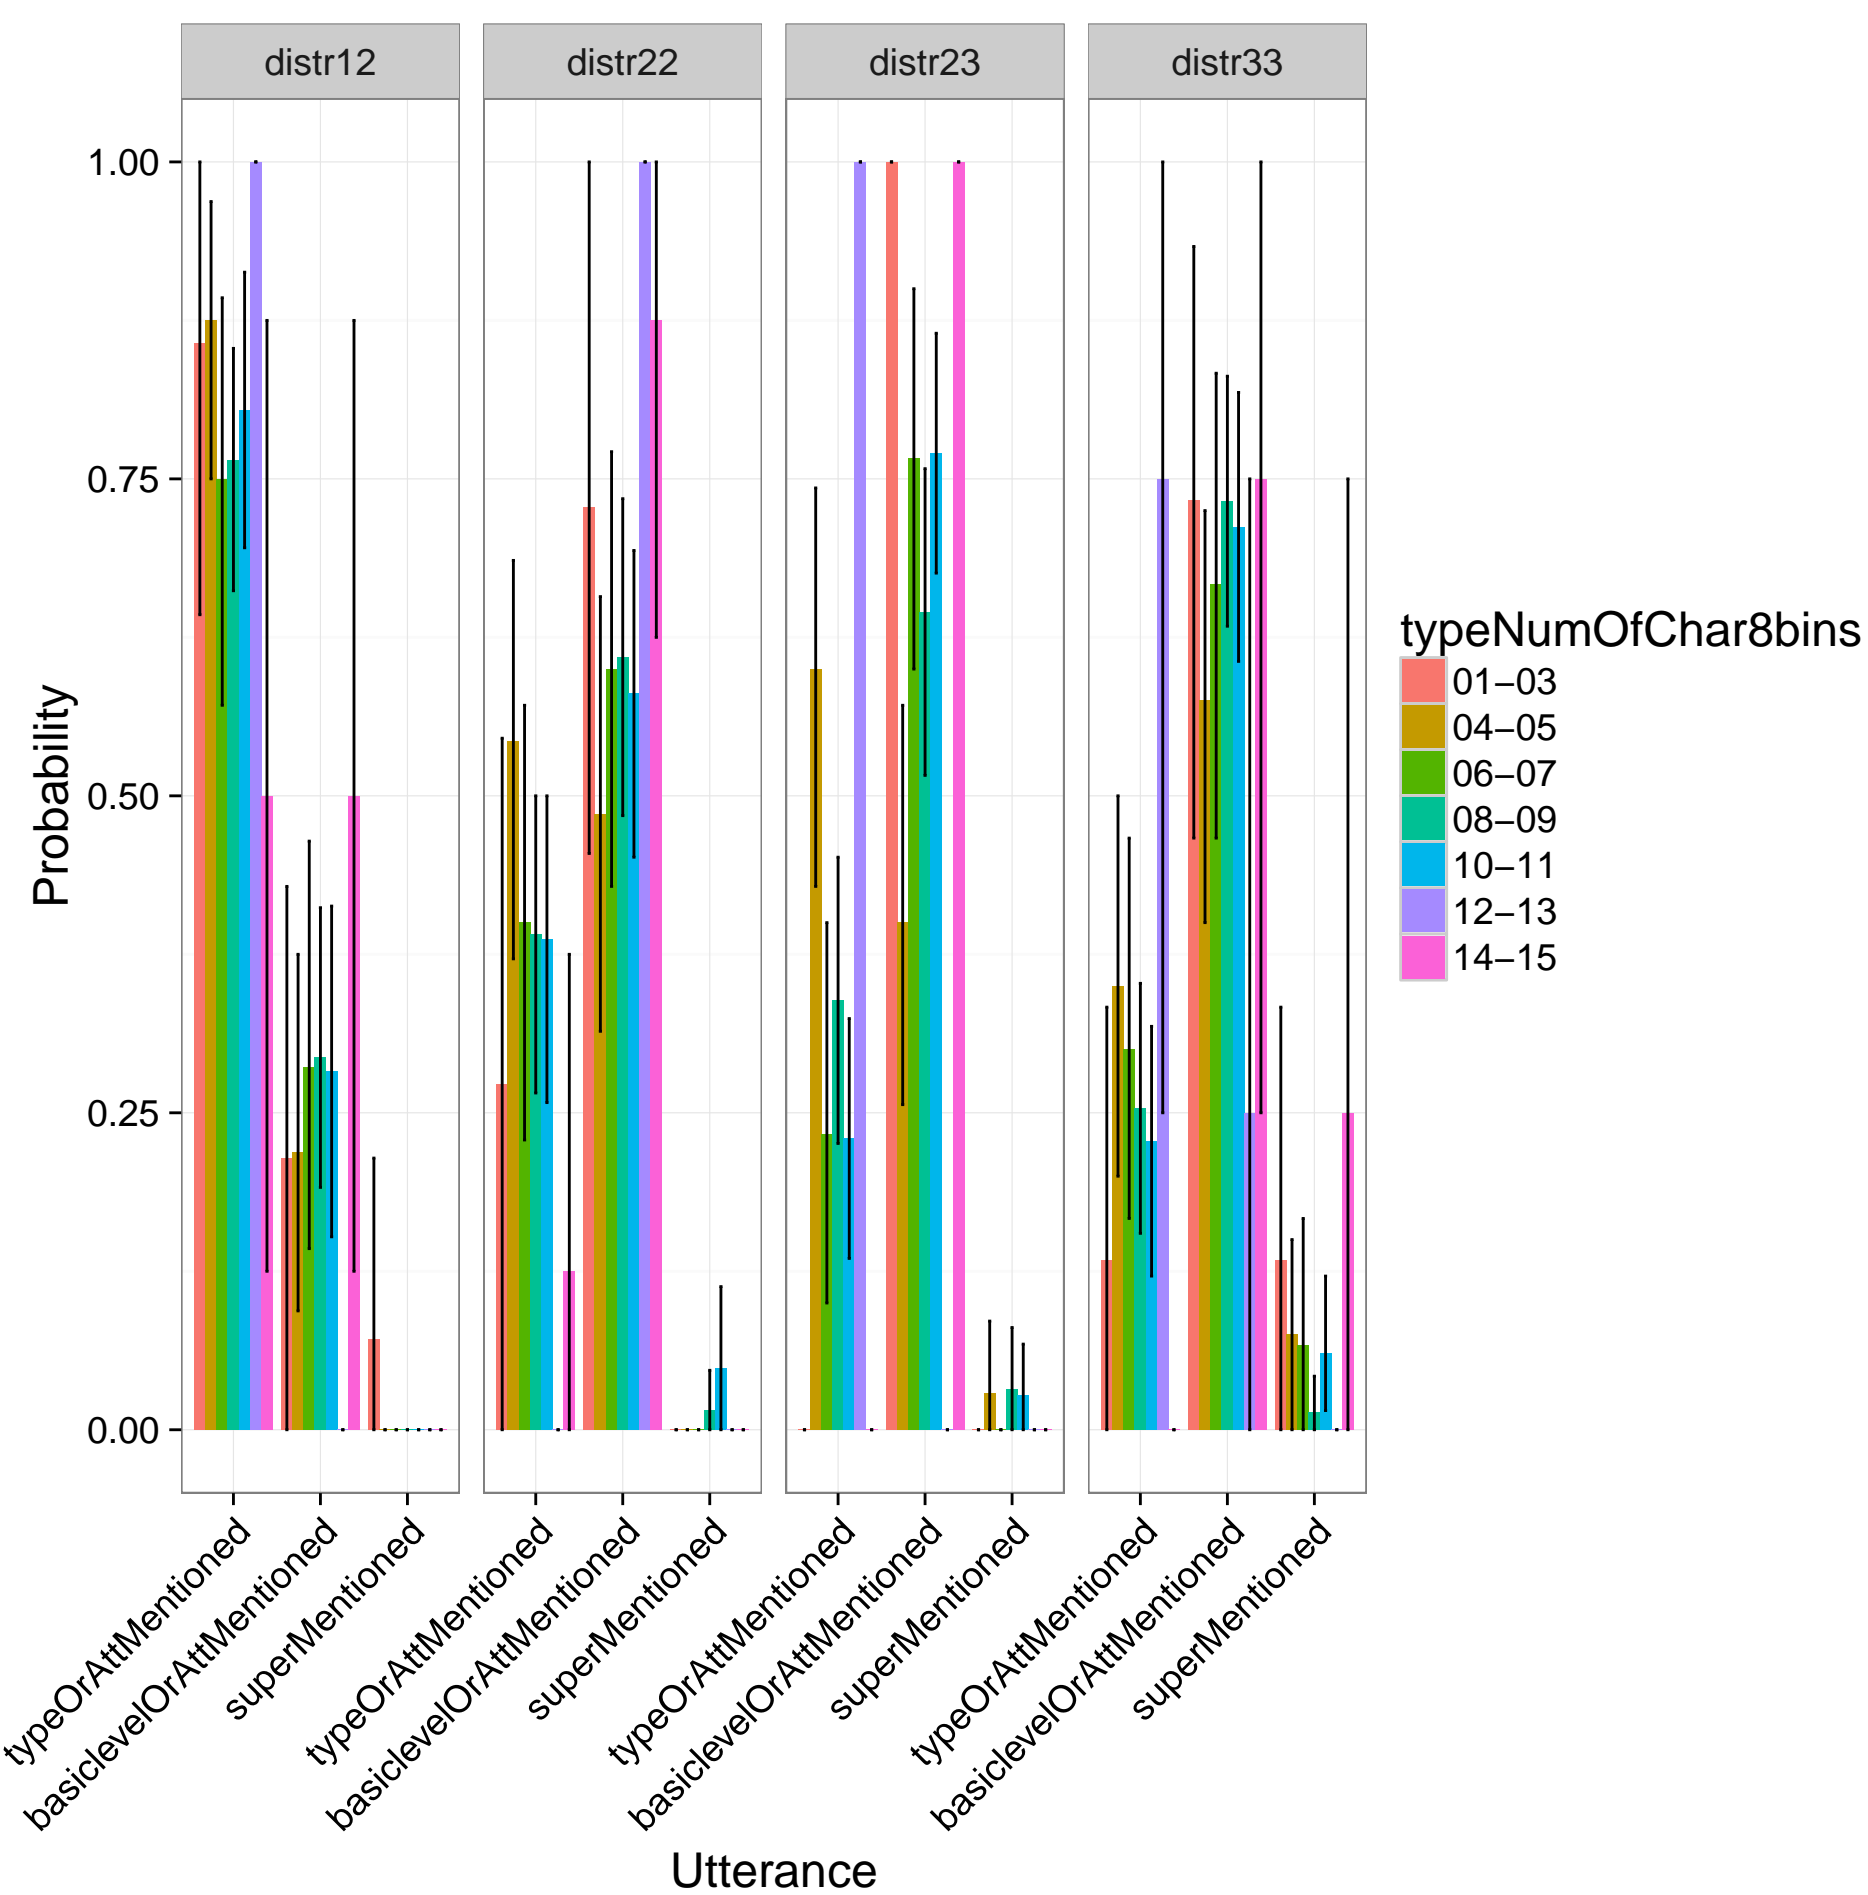 distr12
distr22
distr23
distr33
1.00
0.75
0.50
0.25
0.00
Probability
typeOrAttMentioned
basiclevelOrAttMentioned
superMentioned
typeOrAttMentioned
basiclevelOrAttMentioned
superMentioned
typeOrAttMentioned
basiclevelOrAttMentioned
superMentioned
typeOrAttMentioned
basiclevelOrAttMentioned
superMentioned
Utterance
typeNumOfChar8bins
01−03
04−05
06−07
08−09
10−11
12−13
14−15